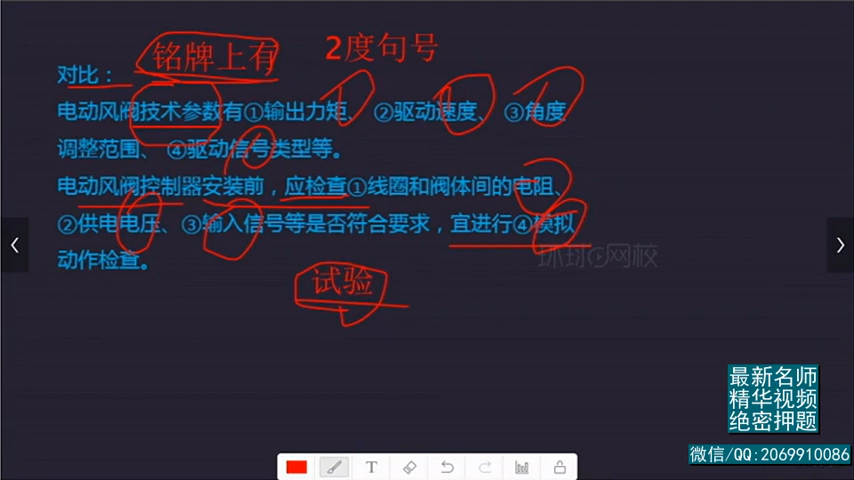 铭牌上有
2度句号
对比：
电动风阀技术参数有①输出力矩、②驱动速度、③角度
调整范围、④驱动信号类型等。
电动风阀控制器安装前，应检查①线圈和阀体间的电阻、
②供电电压、③输入信号等是否符合要求，宜进行④模拟
动作检查。
环球网校
试验
最新名师
精华视频
绝密押题
微信/QQ:2069910086
T